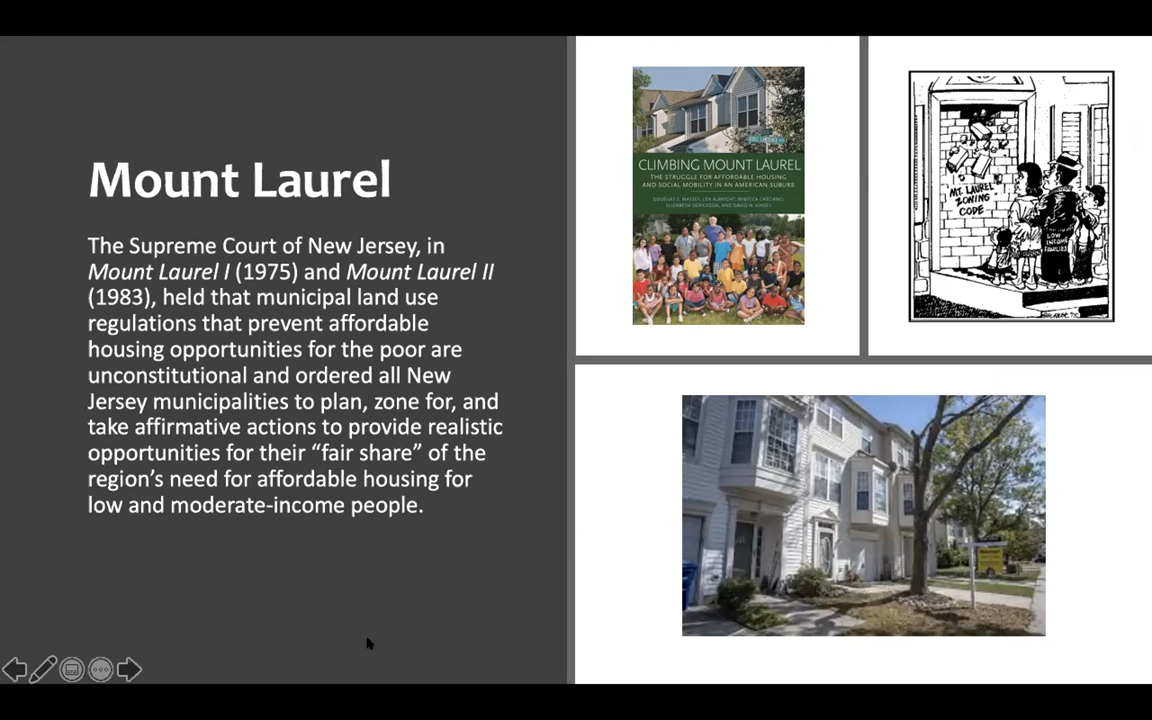 Mount Laurel
The Supreme Court of New Jersey, in
Mount Laurel I (1975) and Mount Laurel II
(1983), held that municipal land use
regulations that prevent affordable
housing opportunities for the poor are
unconstitutional and ordered all New
Jersey municipalities to plan, zone for, and
take affirmative actions to provide realistic
opportunities for their “fair share” of the
region’s need for affordable housing for
low and moderate-income people.
CLIMBING MOUNT LAUREL
THE STRUGGLE FOR AFFORDABLE HOUSING
AND SOCIAL MOBILITY IN AN AMERICAN SUBURB
DOUGLAS S. MASSEY, LEN ALBRIGHT, REBECCA CASCIANO,
ELIZABETH DERICKSON, AND DAVID N. KINSEY
MT. LAUREL
ZONING
CODE
LOW
INCOME
FAMILIES